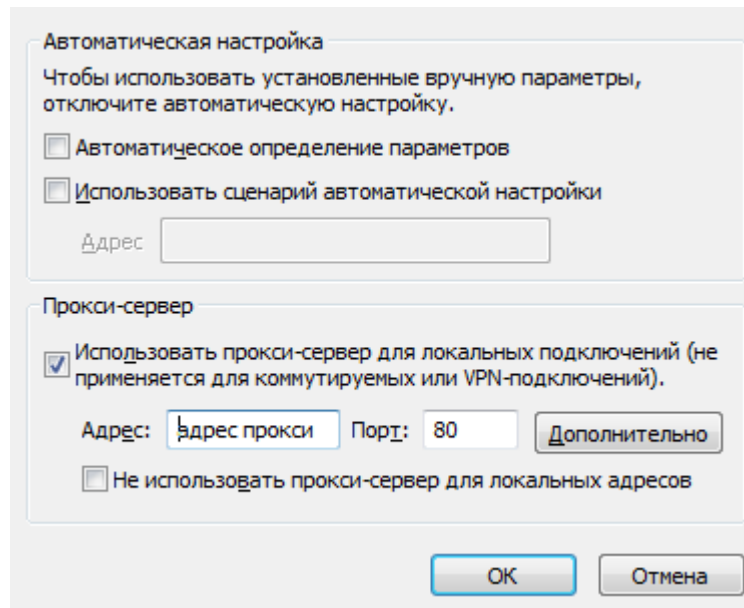 Автоматическая настройка
Чтобы использовать установленные вручную параметры,
отключите автоматическую настройку.
Автоматическое определение параметров
Использовать сценарий автоматической настройки
Адрес
Прокси-сервер
Использовать прокси-сервер для локальных подключений (не
применяется для коммутируемых или VPN-подключений).
Адрес: адрес прокси Порт: 80 Дополнительно
Не использовать прокси-сервер для локальных адресов
ОК Отмена